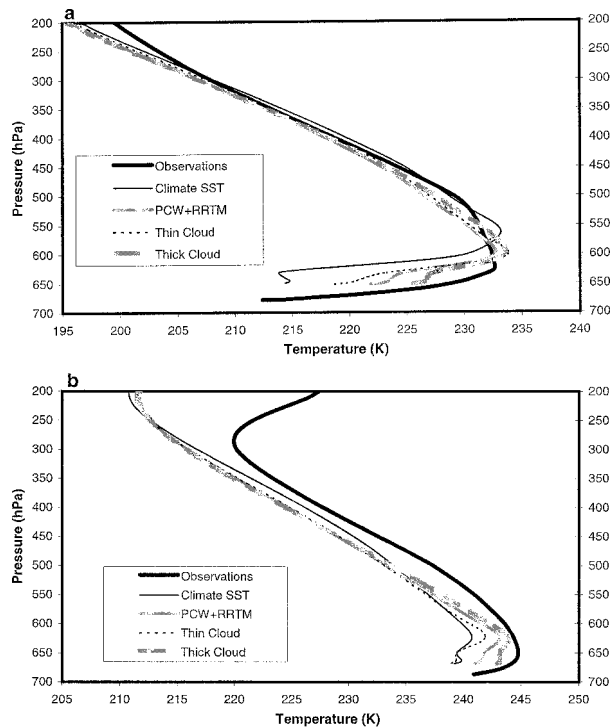 a
200
250
300
350
400
450
500
550
600
650
700
Pressure (hPa)
200
250
300
350
400
450
500
550
600
650
700
Observations
Climate SST
PCW+RRTM
Thin Cloud
Thick Cloud
195 200 205 210 215 220 225 230 235 240
Temperature (K)
b
200
250
300
350
400
450
500
550
600
650
700
Pressure (hPa)
200
250
300
350
400
450
500
550
600
650
700
Observations
Climate SST
PCW+RRTM
Thin Cloud
Thick Cloud
205 210 215 220 225 230 235 240 245 250
Temperature (K)